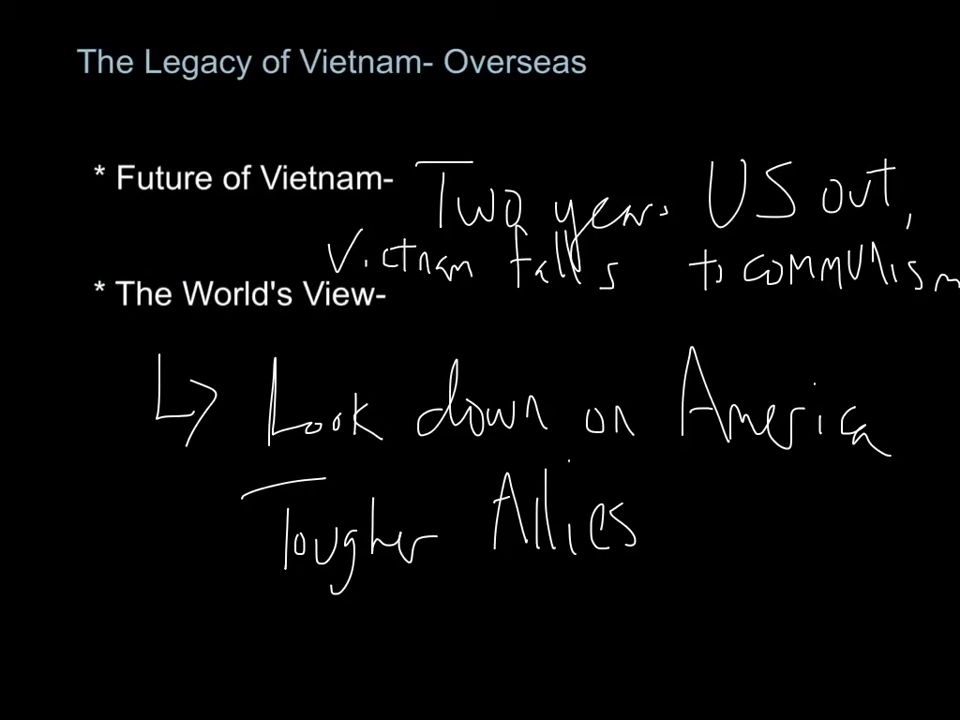 The Legacy of Vietnam- Overseas
* Future of Vietnam- Two years US out,
Vietnam falls to communism
* The World's View-
↳ Look down on America
Tougher Allies